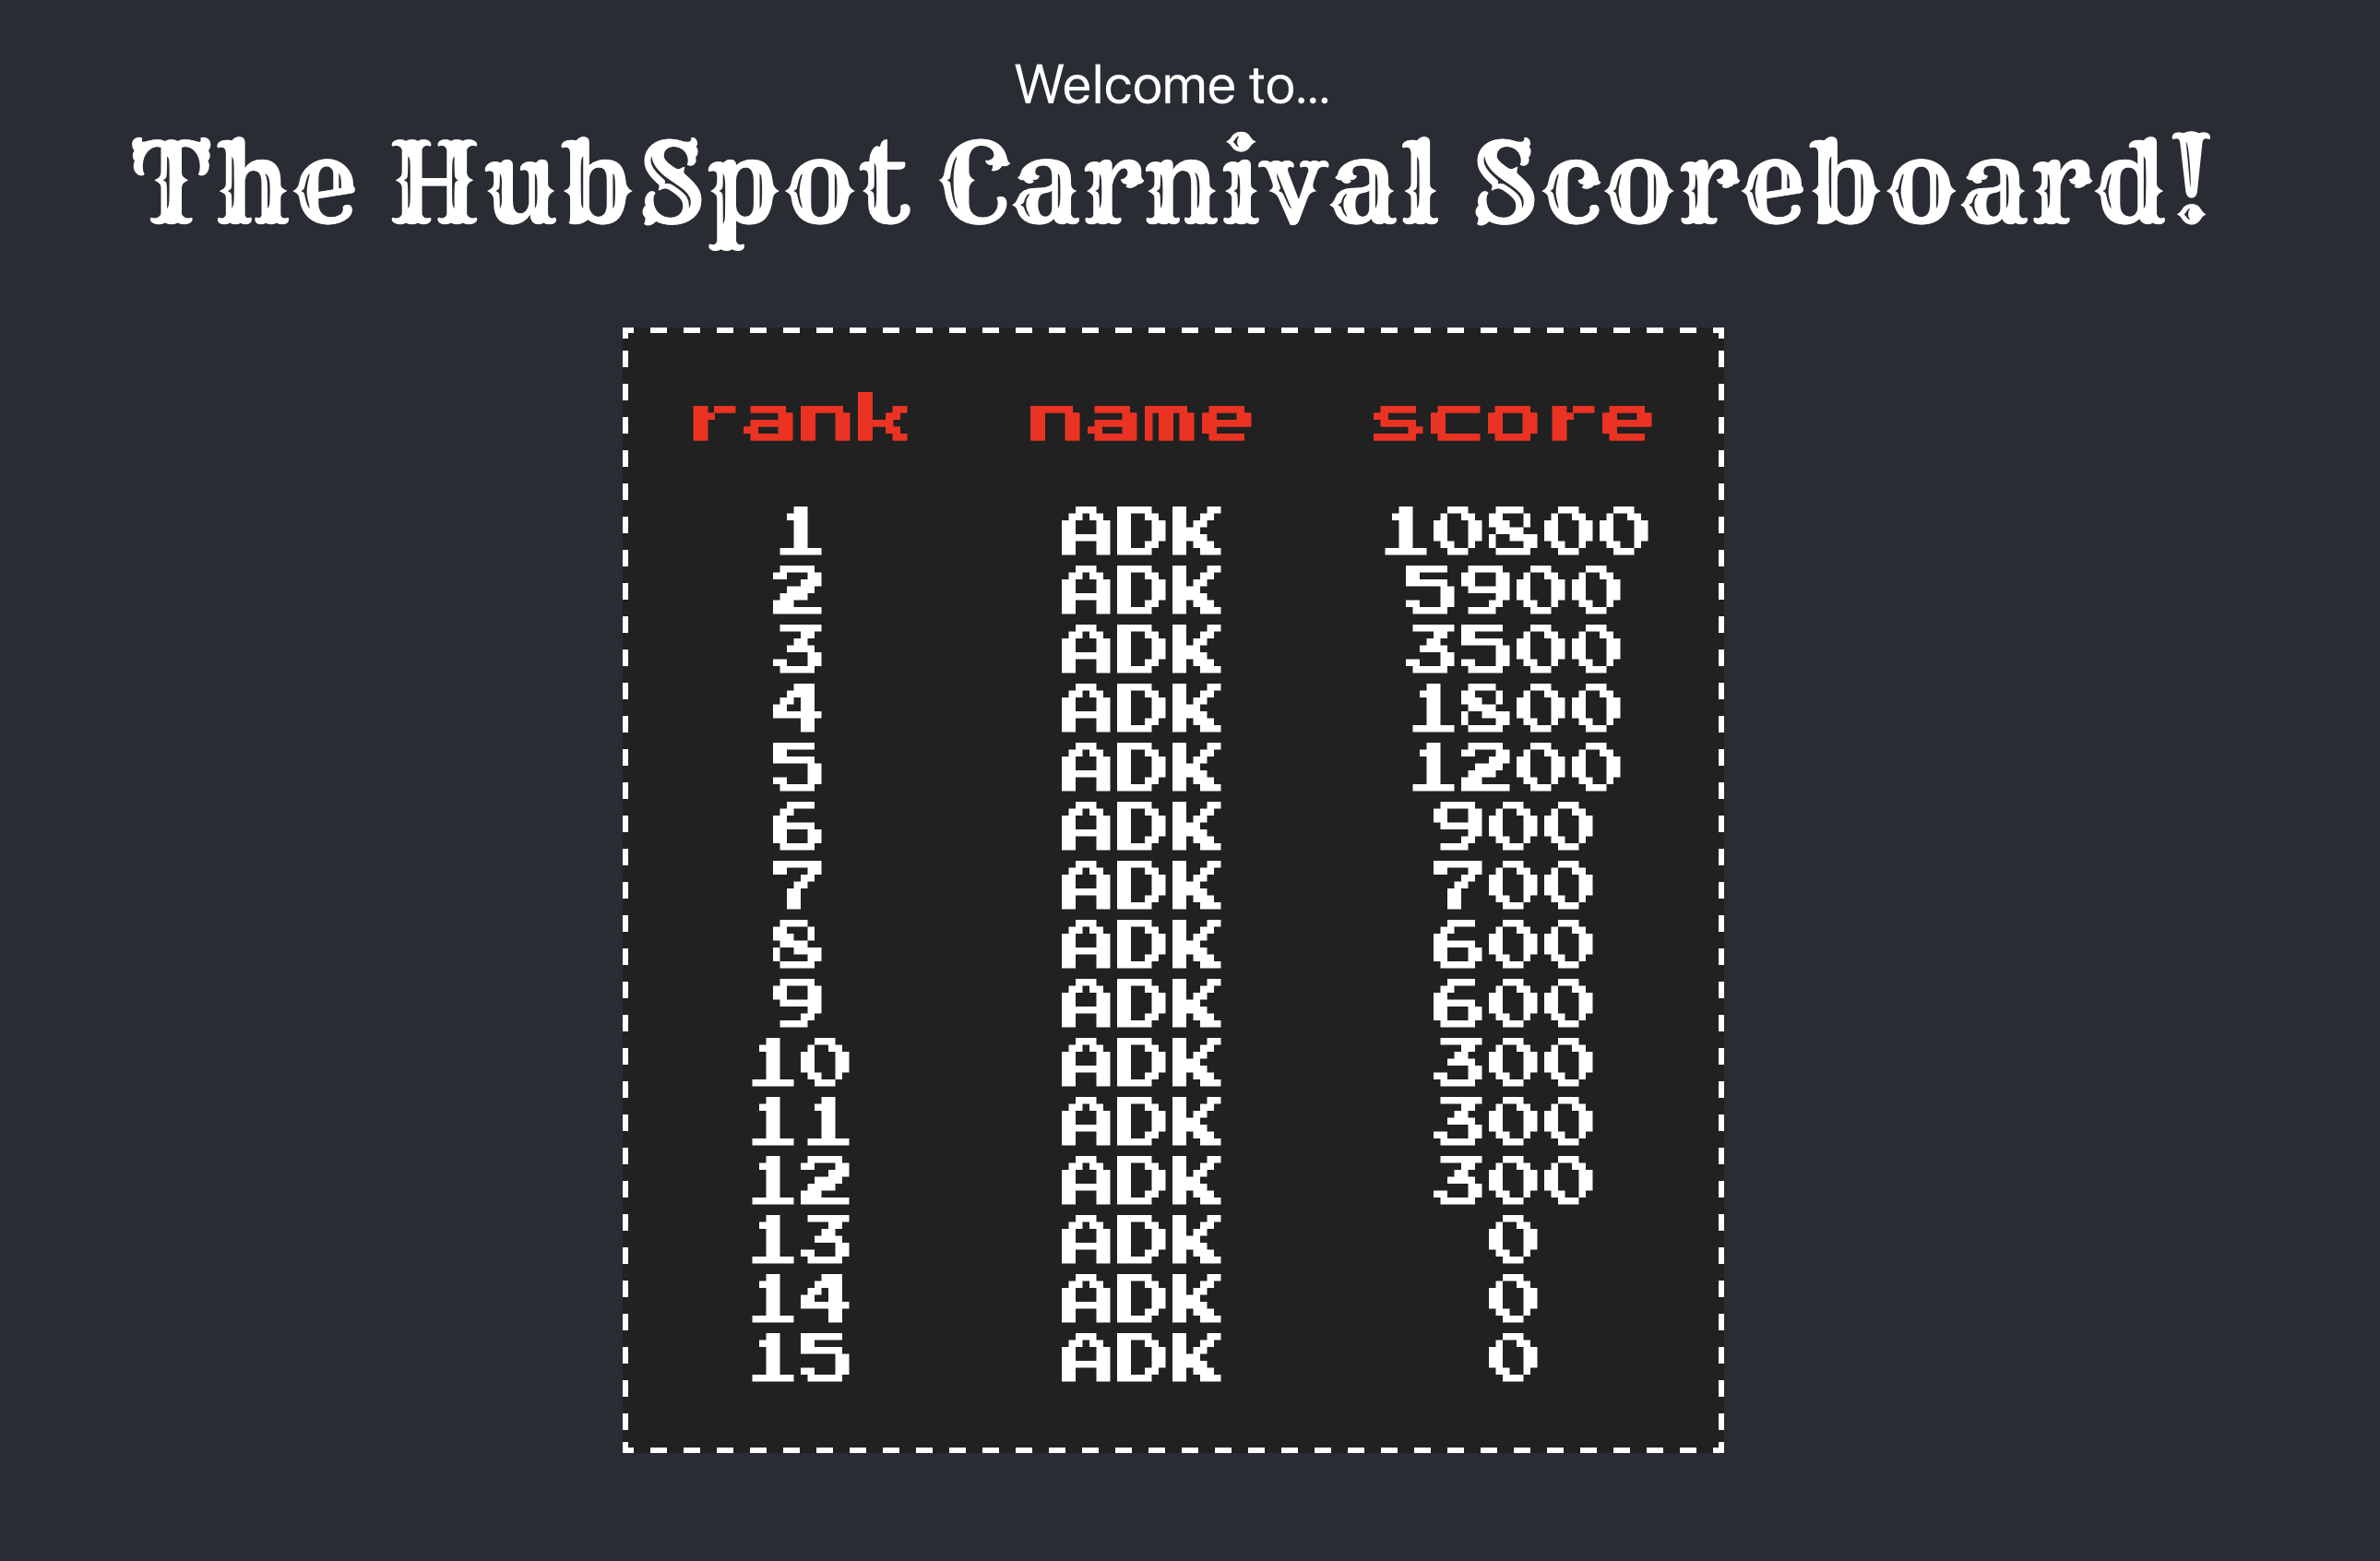 Welcome to...
The HubSpot Carnival Scoreboard!
rank name score
1 ADK 10800
2 ADK 5900
3 ADK 3500
4 ADK 1800
5 ADK 1200
6 ADK 900
7 ADK 700
8 ADK 600
9 ADK 600
10 ADK 300
11 ADK 300
12 ADK 300
13 ADK 0
14 ADK 0
15 ADK 0